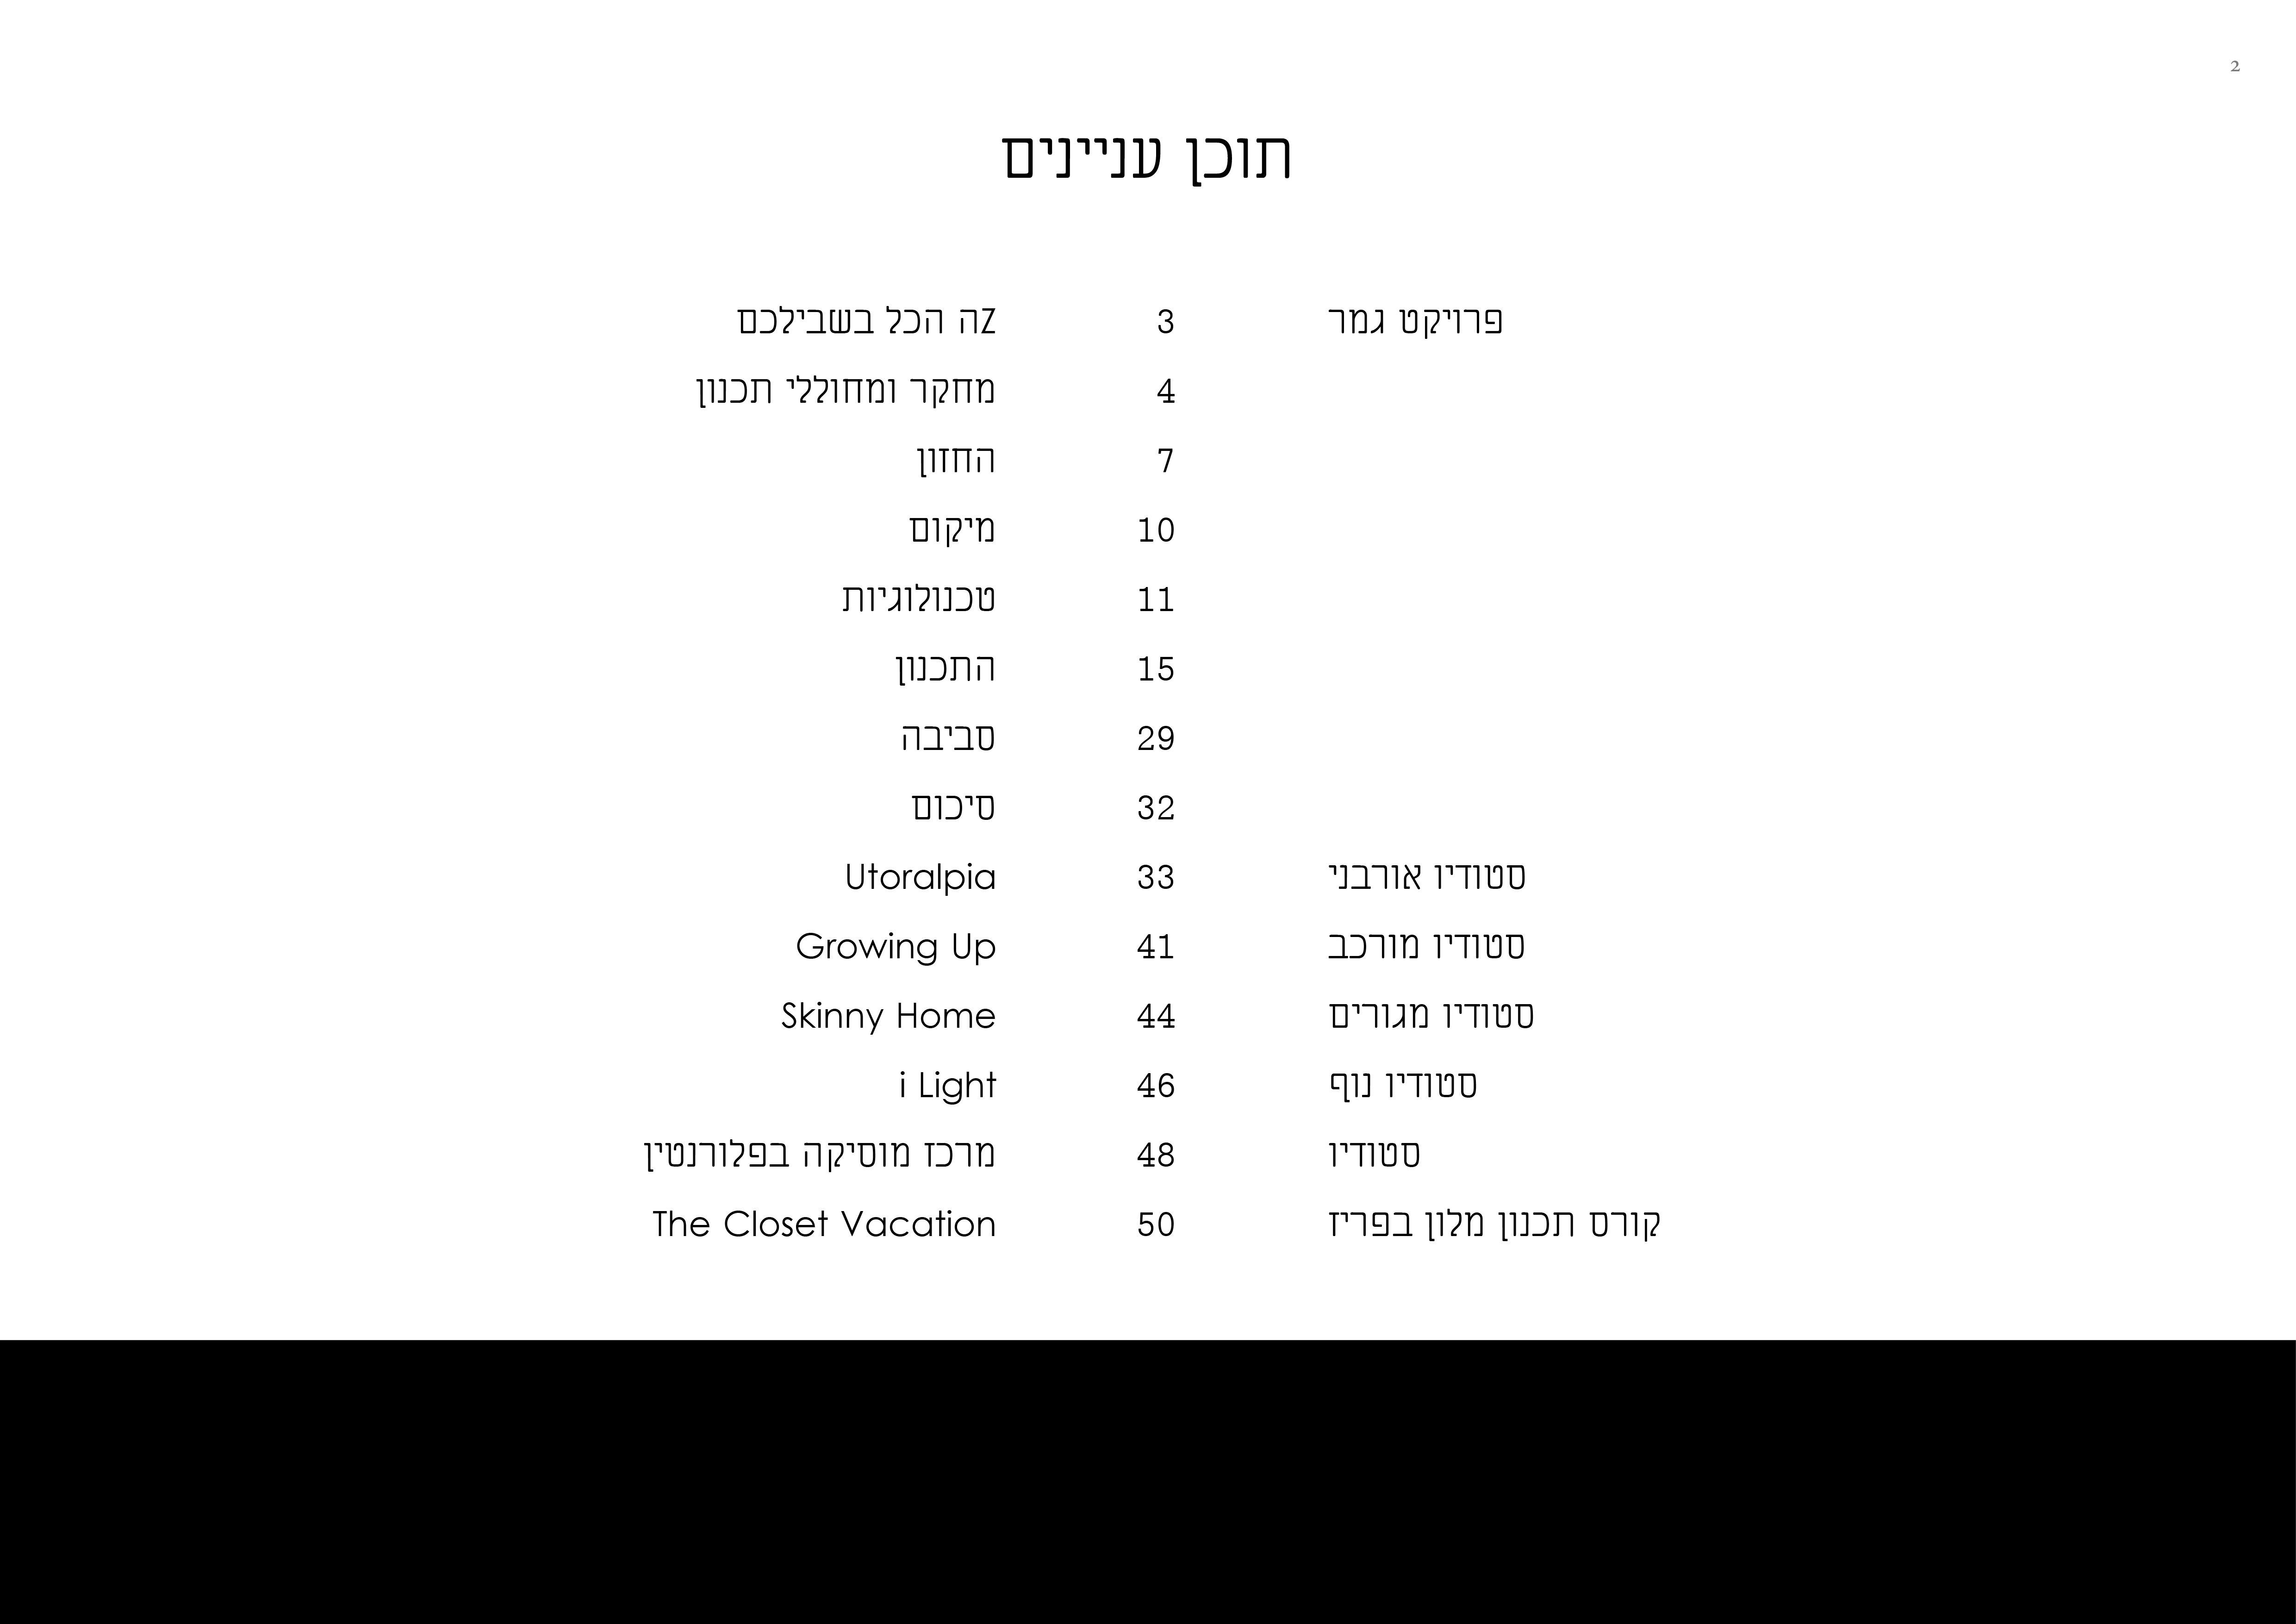 2
תוכן עניינים
פרויקט גמר 3 Zה הכל בשבילכם
4 מחקר ומחוללי תכנון
7 החזון
10 מיקום
11 טכנולוגיות
15 התכנון
29 סביבה
32 סיכום
סטודיו אורבני 33 Utoralpia
סטודיו מורכב 41 Growing Up
סטודיו מגורים 44 Skinny Home
סטודיו נוף 46 i Light
סטודיו 48 מרכז מוסיקה בפלורנטין
קורס תכנון מלון בפריז 50 The Closet Vacation